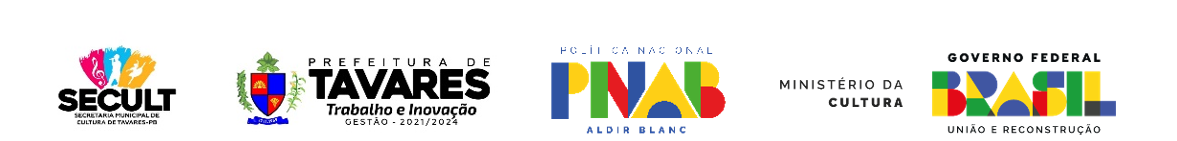 SECULT
SECRETARIA MUNICIPAL DE
CULTURA DE TAVARES-PB
PREFEITURA DE
TAVARES
Trabalho e Inovação
GESTÃO - 2021/2024
POLÍTICA NACIONAL
PNAB
ALDIR BLANC
MINISTÉRIO DA
CULTURA
GOVERNO FEDERAL
BRASIL
UNIÃO E RECONSTRUÇÃO